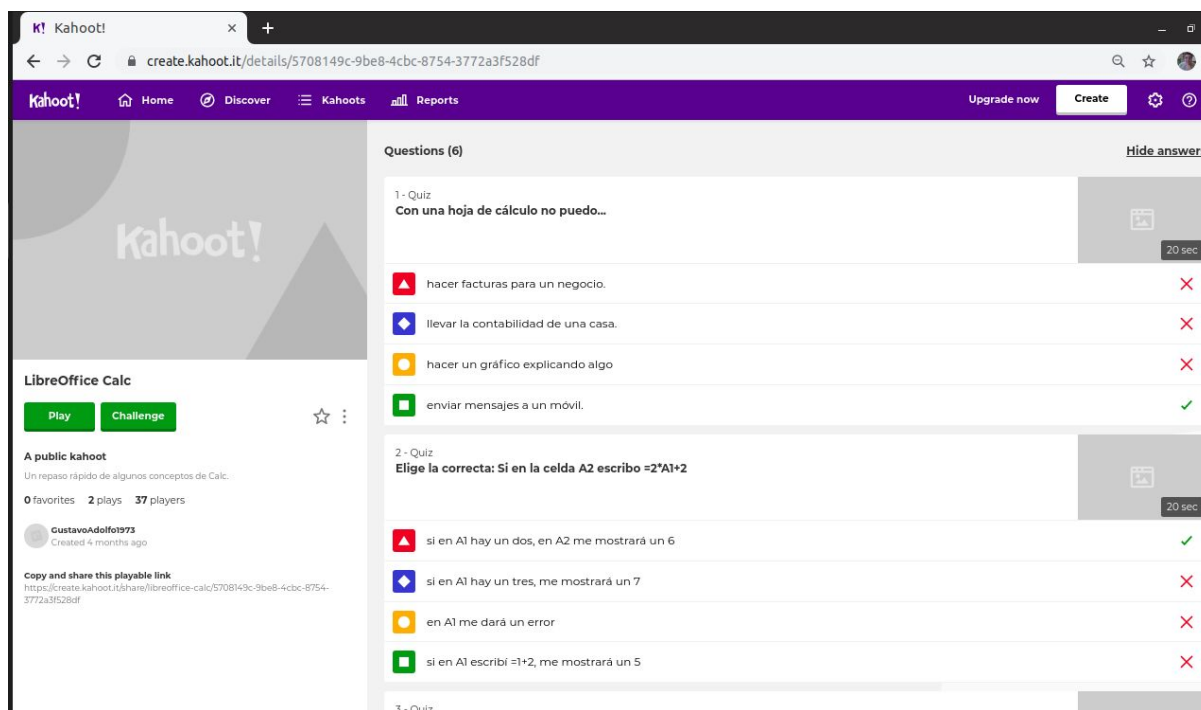 K! Kahoot!
create.kahoot.it/details/5708149c-9be8-4cbc-8754-3772a3f528df
Kahoot! Home Discover Kahoots Reports Upgrade now Create
Kahoot!
LibreOffice Calc
Play Challenge
A public kahoot
Un repaso rápido de algunos conceptos de Calc.
0 favorites 2 plays 37 players
GustavoAdolfo1973
Created 4 months ago
Copy and share this playable link
https://create.kahoot.it/share/libreoffice-calc/5708149c-9be8-4cbc-8754-
3772a3f528df
Questions (6) Hide answer
1 - Quiz
Con una hoja de cálculo no puedo...
20 sec
hacer facturas para un negocio.
llevar la contabilidad de una casa.
hacer un gráfico explicando algo
enviar mensajes a un móvil.
2 - Quiz
Elige la correcta: Si en la celda A2 escribo =2*A1+2
20 sec
si en A1 hay un dos, en A2 me mostrará un 6
si en A1 hay un tres, me mostrará un 7
en A1 me dará un error
si en A1 escribí =1+2, me mostrará un 5
3 - Quiz